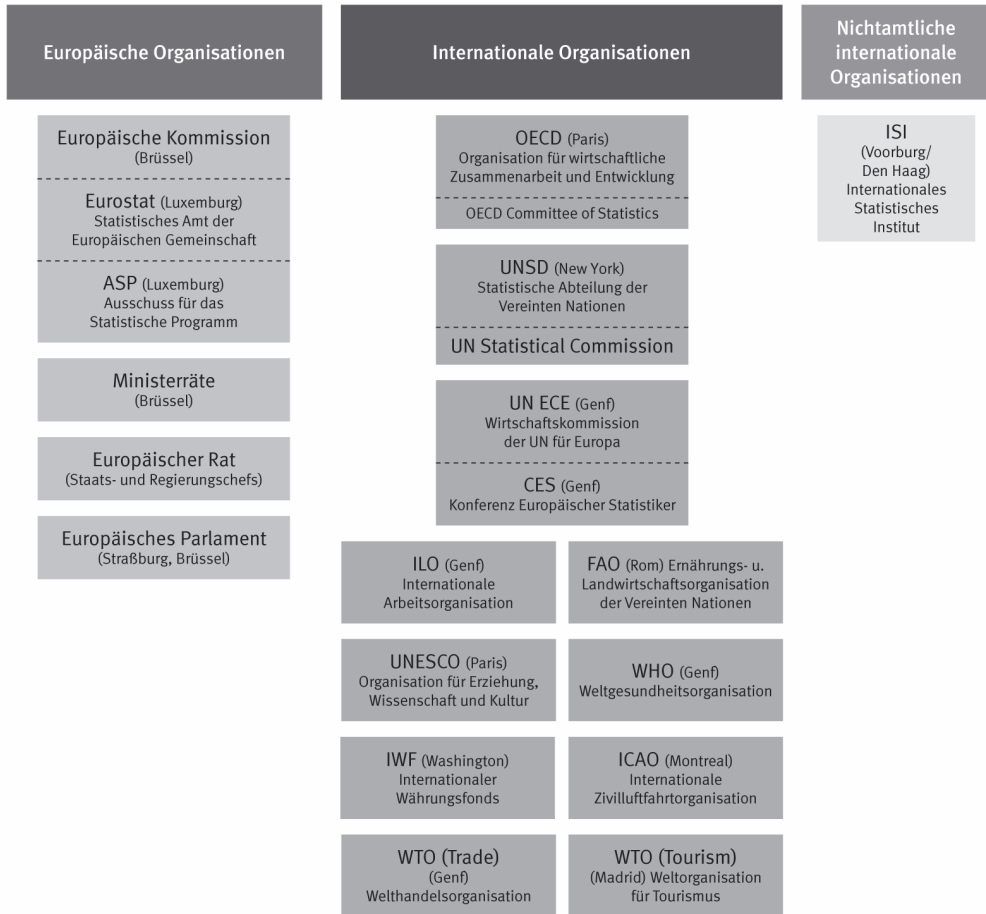 Europäische Organisationen
Europäische Kommission
(Brüssel)
Eurostat (Luxemburg)
Statistisches Amt der
Europäischen Gemeinschaft
ASP (Luxemburg)
Ausschuss für das
Statistische Programm
Ministerräte
(Brüssel)
Europäischer Rat
(Staats- und Regierungschefs)
Europäisches Parlament
(Straßburg, Brüssel)
Internationale Organisationen
OECD (Paris)
Organisation für wirtschaftliche
Zusammenarbeit und Entwicklung
OECD Committee of Statistics
UNSD (New York)
Statistische Abteilung der
Vereinten Nationen
UN Statistical Commission
UN ECE (Genf)
Wirtschaftskommission
der UN für Europa
CES (Genf)
Konferenz Europäischer Statistiker
ILO (Genf)
Internationale
Arbeitsorganisation
FAO (Rom) Ernährungs- u.
Landwirtschaftsorganisation
der Vereinten Nationen
UNESCO (Paris)
Organisation für Erziehung,
Wissenschaft und Kultur
WHO (Genf)
Weltgesundheitsorganisation
IWF (Washington)
Internationaler
Währungsfonds
ICAO (Montreal)
Internationale
Zivilluftfahrtorganisation
WTO (Trade)
(Genf)
Welthandelsorganisation
WTO (Tourism)
(Madrid) Weltorganisation
für Tourismus
Nichtamtliche
internationale
Organisationen
ISI
(Voorburg/
Den Haag)
Internationales
Statistisches
Institut